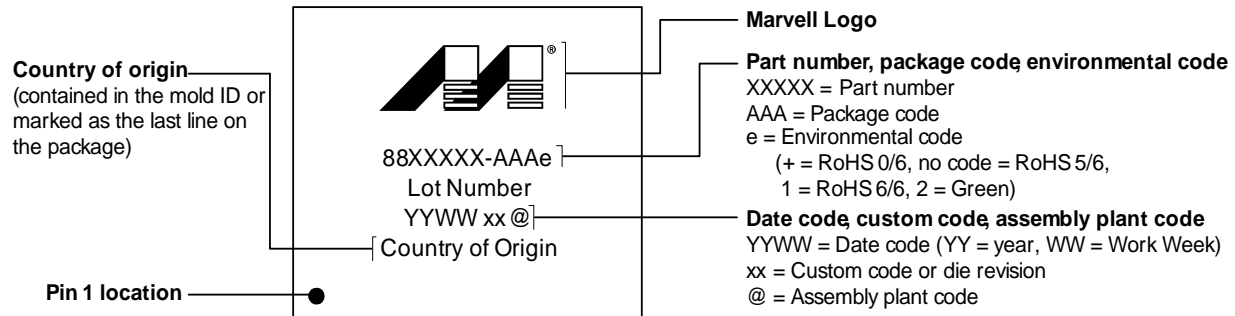 Marvell Logo
Country of origin
(contained in the mold ID or
marked as the last line on
the package)
®
Part number, package code, environmental code
XXXXX = Part number
AAA = Package code
e = Environmental code
(+ = RoHS 0/6, no code = RoHS 5/6,
1 = RoHS 6/6, 2 = Green)
88XXXXX-AAAe
Lot Number
YYWW xx @
Country of Origin
Date code, custom code, assembly plant code
YYWW = Date code (YY = year, WW = Work Week)
xx = Custom code or die revision
@ = Assembly plant code
Pin 1 location